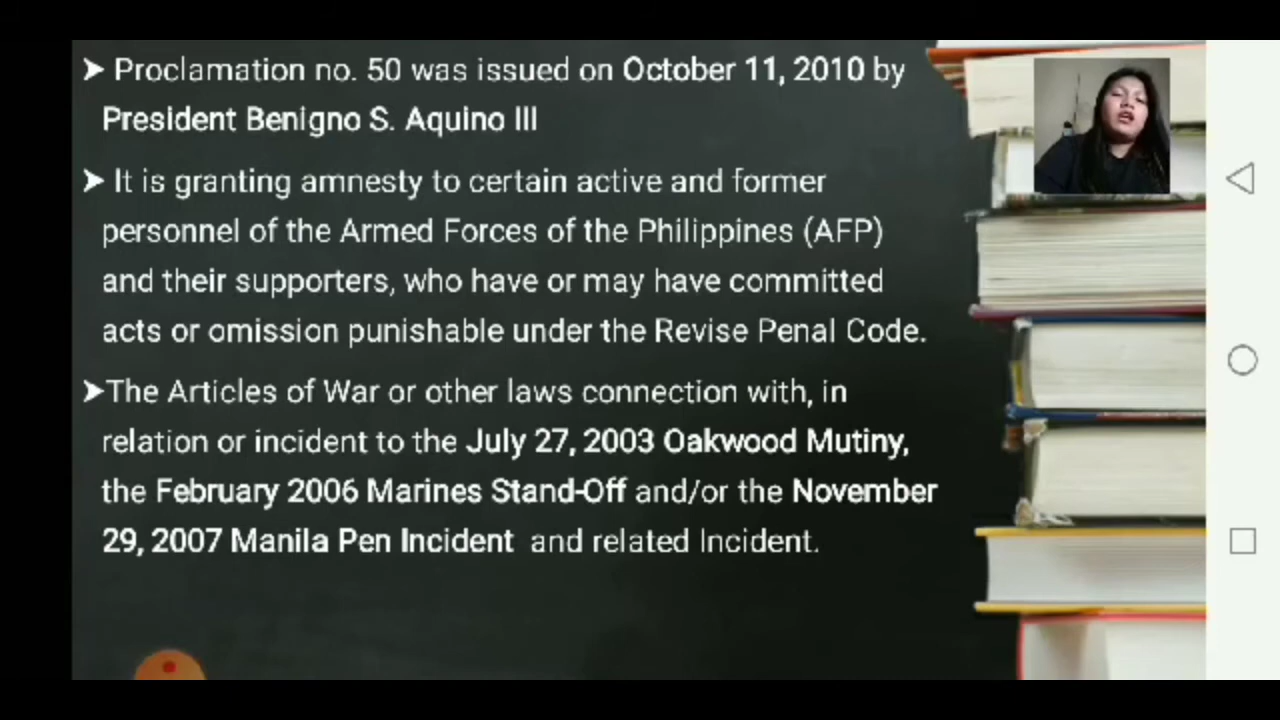 ➤ Proclamation no. 50 was issued on October 11, 2010 by
President Benigno S. Aquino III
➤ It is granting amnesty to certain active and former
personnel of the Armed Forces of the Philippines (AFP)
and their supporters, who have or may have committed
acts or omission punishable under the Revise Penal Code.
➤The Articles of War or other laws connection with, in
relation or incident to the July 27, 2003 Oakwood Mutiny,
the February 2006 Marines Stand-Off and/or the November
29, 2007 Manila Pen Incident and related Incident.